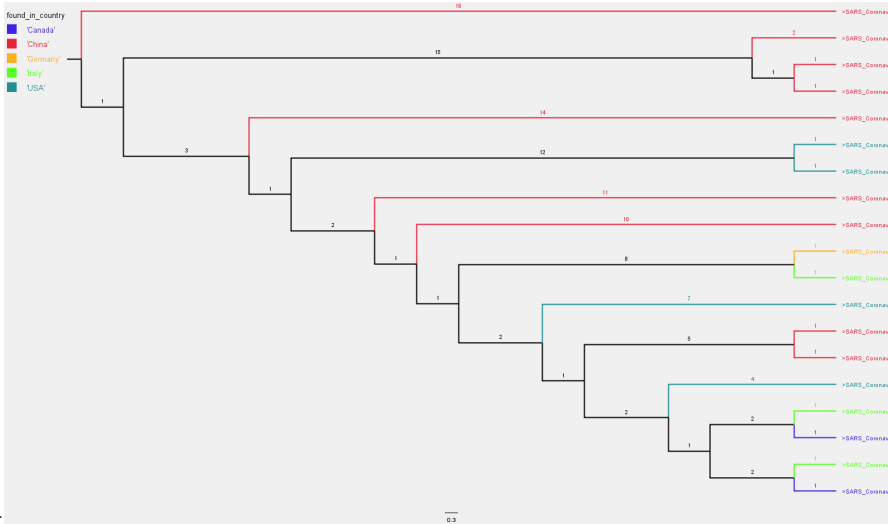 found_in_country
'Canada'
'China'
'Germany'
'Italy'
'USA'
>SARS_Coronav
2
>SARS_Coronav
15
1
>SARS_Coronav
1
1
>SARS_Coronav
1
14
>SARS_Coronav
3
1
>SARS_Coronav
12
1
>SARS_Coronav
1
11
>SARS_Coronav
2
10
>SARS_Coronav
1
1
>SARS_Coronav
8
1
>SARS_Coronav
1
7
>SARS_Coronav
2
1
>SARS_Coronav
1
>SARS_Coronav
1
4
>SARS_Coronav
2
1
>SARS_Coronav
2
1
>SARS_Coronav
1
1
>SARS_Coronav
2
1
>SARS_Coronav
0.3